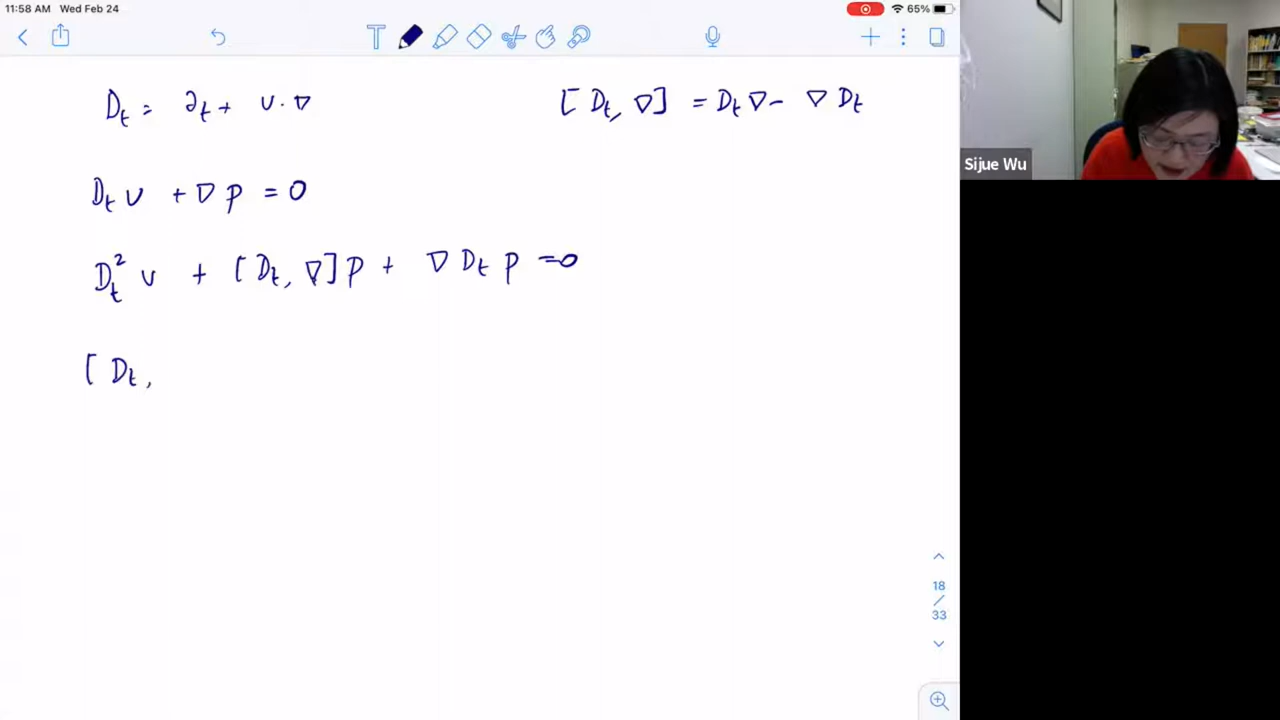 11:58 AM Wed Feb 24
65%
D_t = ∂_t + v · ∇
[ D_t, ∇ ] = D_t ∇ − ∇ D_t
D_t v + ∇ p = 0
D_t^2 v + [ D_t, ∇ ] p + ∇ D_t p = 0
[ D_t,
Sijue Wu
18
/
33